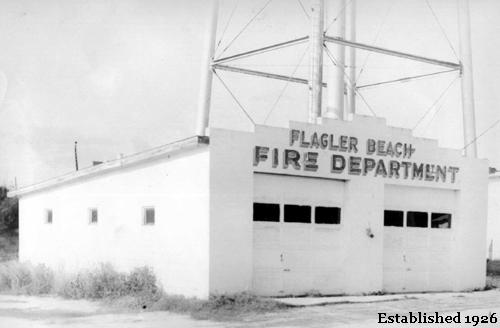 FLAGLER BEACH
FIRE DEPARTMENT
Established 1926